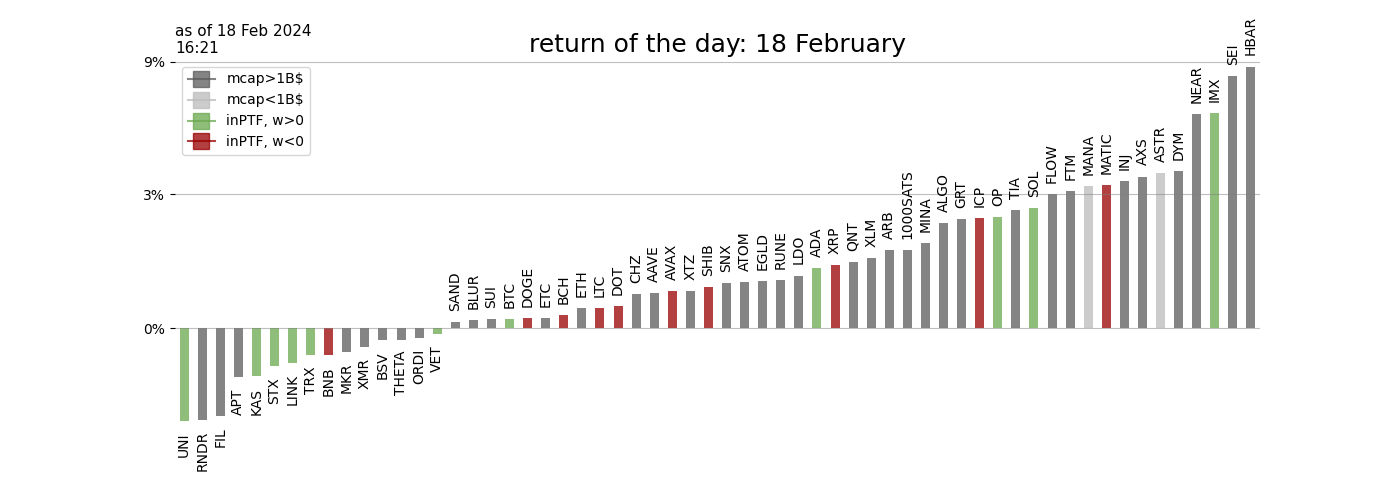 as of 18 Feb 2024
16:21
return of the day: 18 February
9%
3%
0%
mcap>1B$
mcap<1B$
inPTF, w>0
inPTF, w<0
UNI
RNDR
FIL
APT
KAS
STX
LINK
TRX
BNB
MKR
XMR
BSV
THETA
ORDI
VET
SAND
BLUR
SUI
BTC
DOGE
ETC
BCH
ETH
LTC
DOT
CHZ
AAVE
AVAX
XTZ
SHIB
SNX
ATOM
EGLD
RUNE
LDO
ADA
XRP
QNT
XLM
ARB
1000SATS
MINA
ALGO
GRT
ICP
OP
TIA
SOL
FLOW
FTM
MANA
MATIC
INJ
AXS
ASTR
DYM
NEAR
IMX
SEI
HBAR